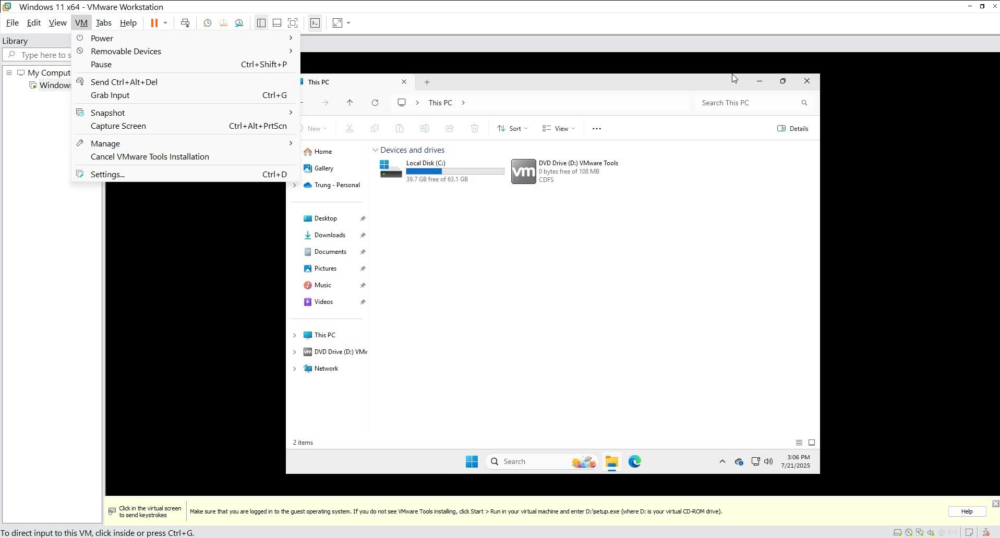 Windows 11 x64 - VMware Workstation
File Edit View VM Tabs Help
Library
Type here to s
My Comput
Windows
Power
Removable Devices
Pause Ctrl+Shift+P
Send Ctrl+Alt+Del
Grab Input Ctrl+G
Snapshot
Capture Screen Ctrl+Alt+PrtScn
Manage
Cancel VMware Tools Installation
Settings... Ctrl+D
This PC
This PC
Search This PC
New
Sort
View
Details
Home
Gallery
Trung - Personal
Desktop
Downloads
Documents
Pictures
Music
Videos
This PC
DVD Drive (D:) VMw
Network
Devices and drives
Local Disk (C:)
39.7 GB free of 63.1 GB
vm
DVD Drive (D:) VMware Tools
0 bytes free of 108 MB
CDFS
2 items
Search
3:06 PM
7/21/2025
Click in the virtual screen
to send keystrokes
Make sure that you are logged in to the guest operating system. If you do not see VMware Tools installing, click Start > Run in your virtual machine and enter D:\setup.exe (where D: is your virtual CD-ROM drive).
Help
To direct input to this VM, click inside or press Ctrl+G.